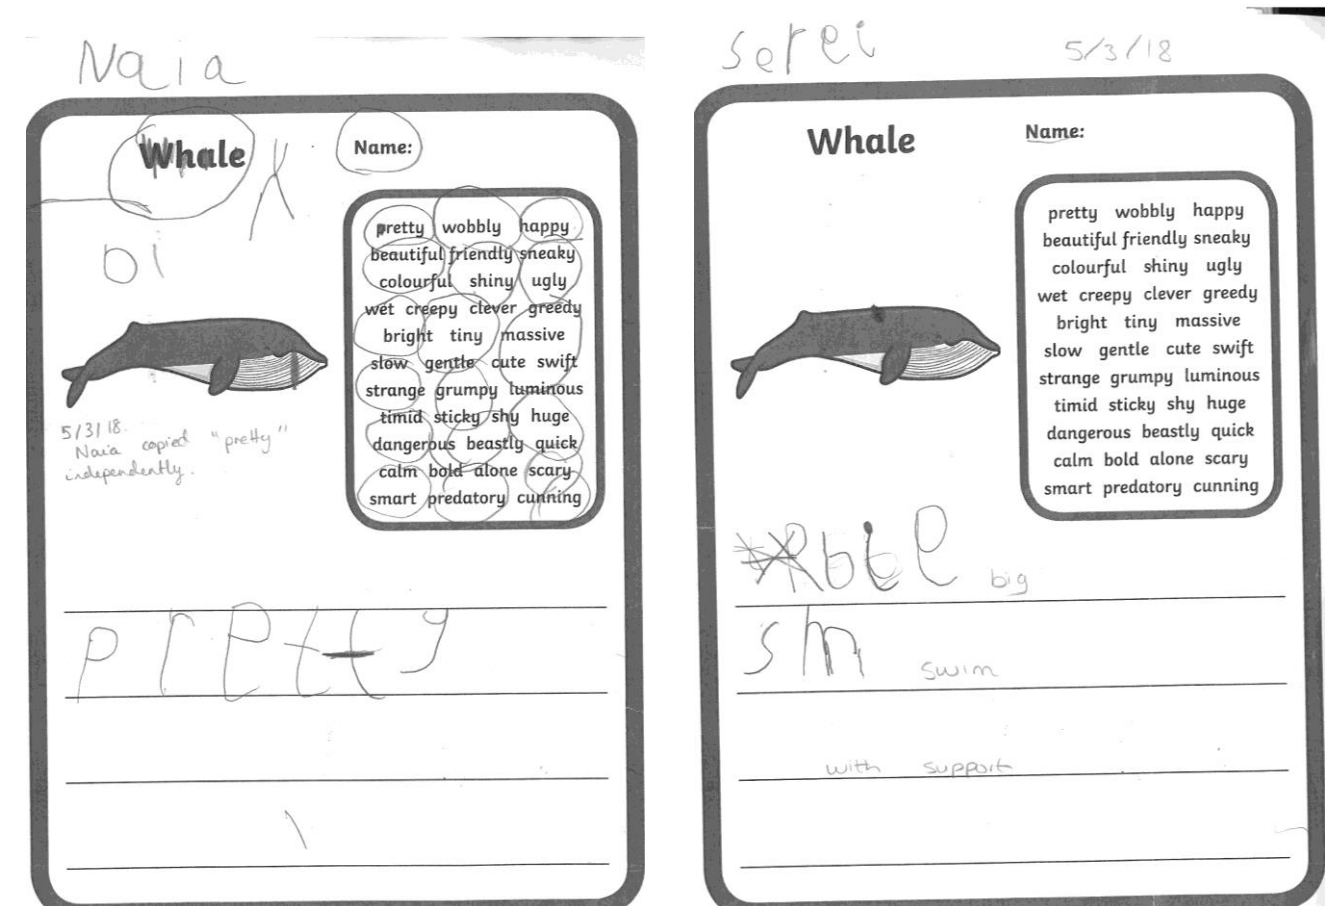 Naia
Whale Name:
pretty wobbly happy
beautiful friendly sneaky
colourful shiny ugly
wet creepy clever greedy
bright tiny massive
slow gentle cute swift
strange grumpy luminous
timid sticky shy huge
dangerous beastly quick
calm bold alone scary
smart predatory cunning
5/3/18.
Naia copied "pretty"
independently.
pretty
serei 5/3/18
Whale Name:
pretty wobbly happy
beautiful friendly sneaky
colourful shiny ugly
wet creepy clever greedy
bright tiny massive
slow gentle cute swift
strange grumpy luminous
timid sticky shy huge
dangerous beastly quick
calm bold alone scary
smart predatory cunning
big
sm swim
with support